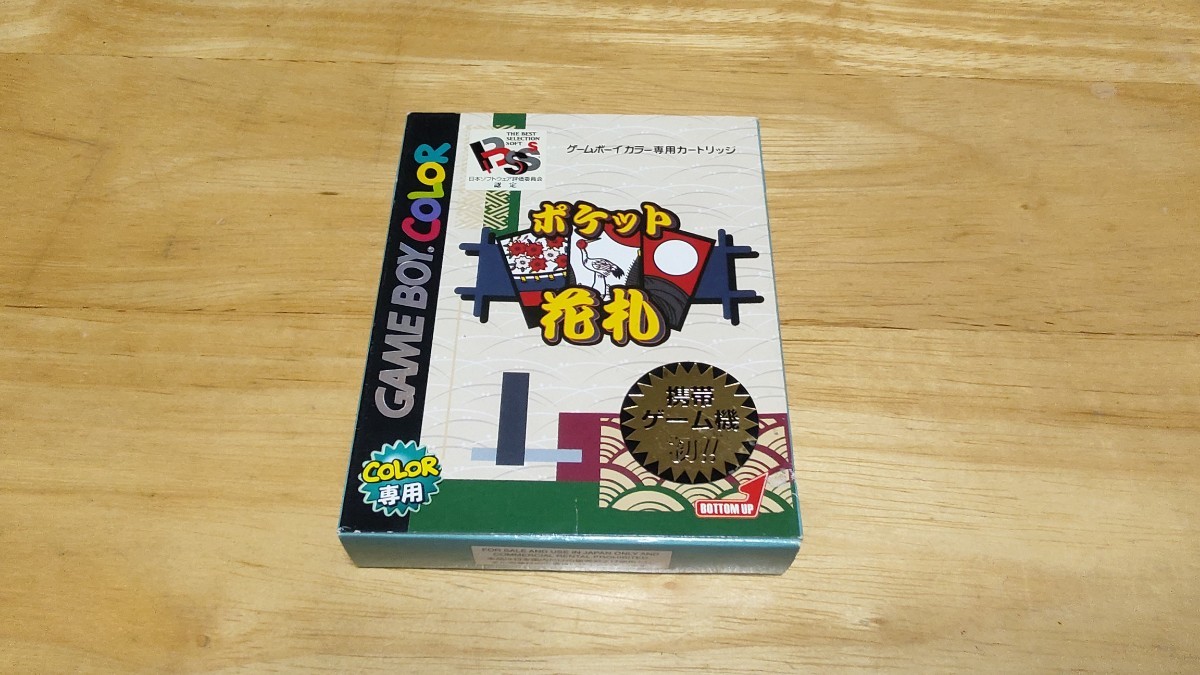 GAME BOY. COLOR
THE BEST
SELECTION
SOFT
PSS
日本ソフトウェア評価委員会
認定
ゲームボーイカラー専用カートリッジ
ポケット
花札
携帯
ゲーム機
初!!
COLOR
専用
BOTTOM UP
FOR SALE AND USE IN JAPAN ONLY AND
COMMERCIAL RENTAL PROHIBITED.